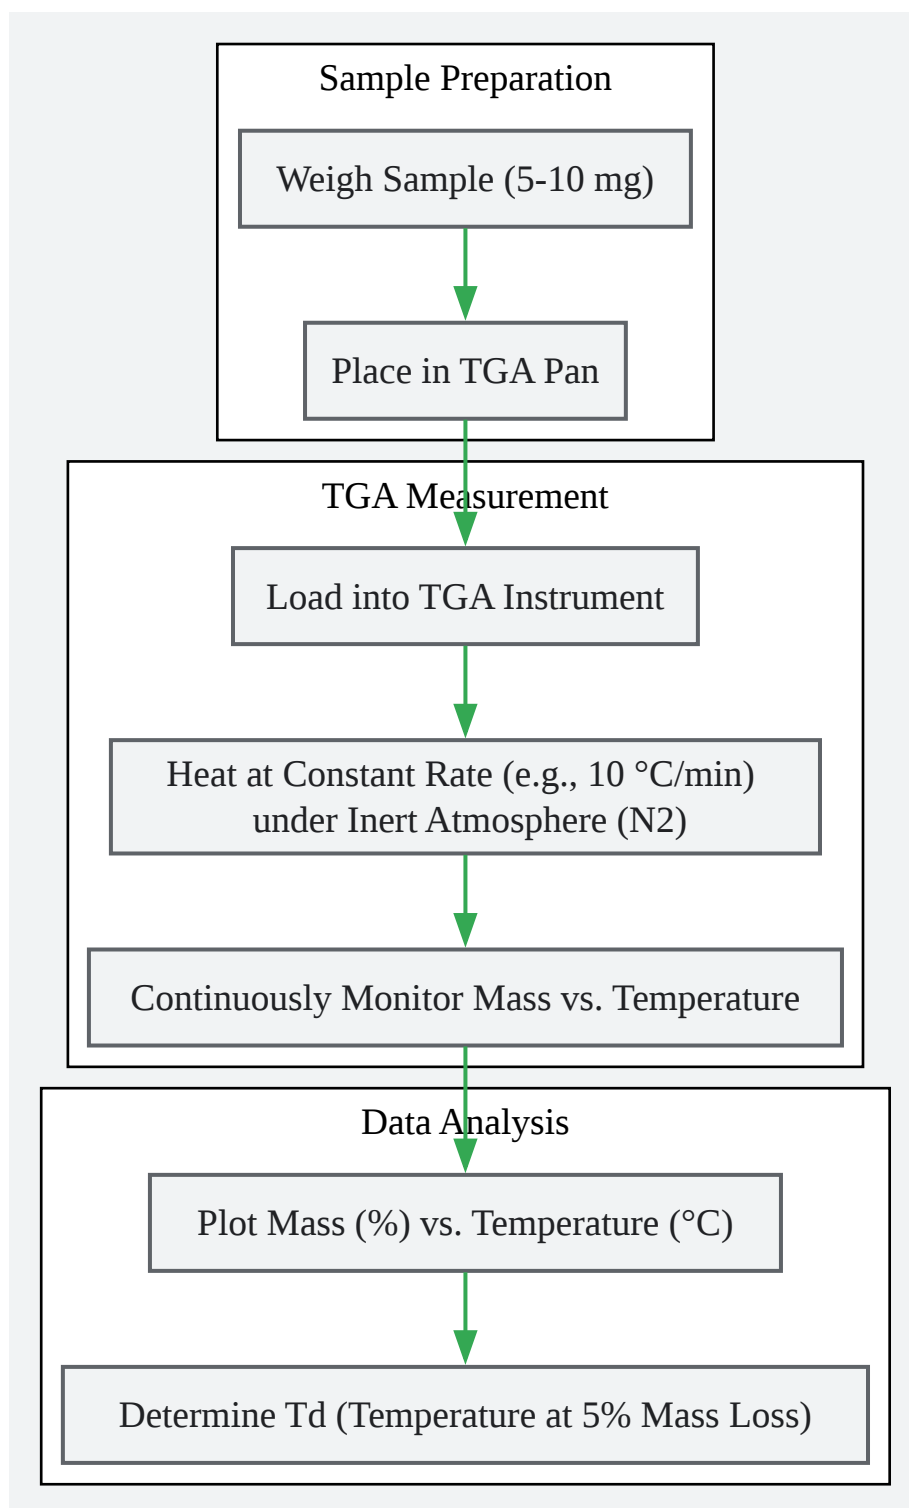 Sample Preparation
Weigh Sample (5-10 mg)
Place in TGA Pan
TGA Measurement
Load into TGA Instrument
Heat at Constant Rate (e.g., 10 °C/min)
under Inert Atmosphere (N2)
Continuously Monitor Mass vs. Temperature
Data Analysis
Plot Mass (%) vs. Temperature (°C)
Determine Td (Temperature at 5% Mass Loss)